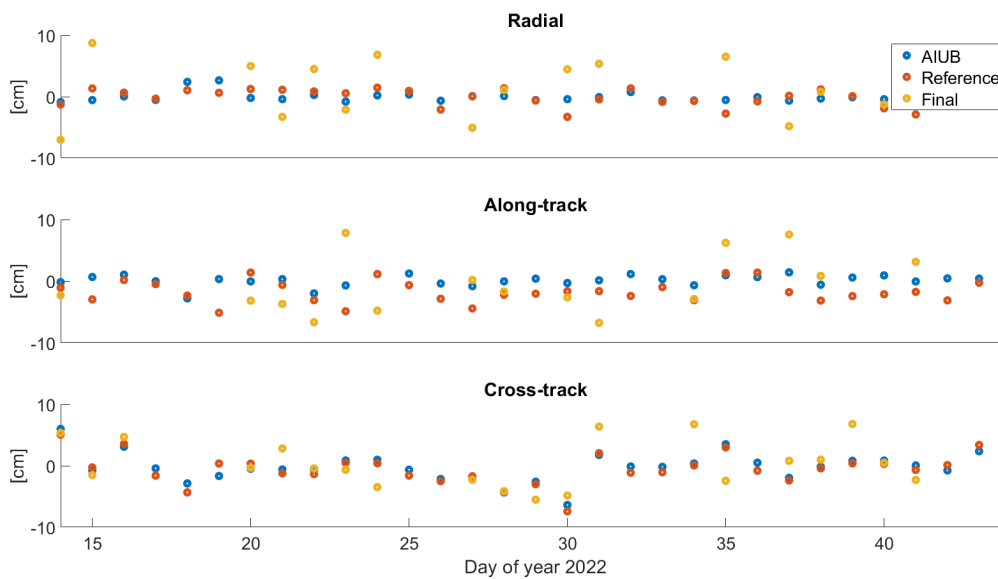 Radial
10
0
-10
[cm]
AIUB
Reference
Final
Along-track
10
0
-10
[cm]
Cross-track
10
0
-10
[cm]
15 20 25 30 35 40
Day of year 2022